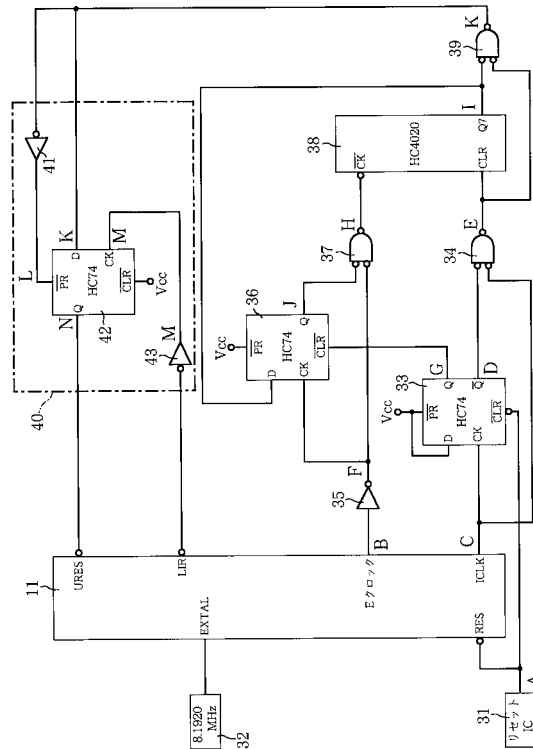 40
L
K
41
PR
D
N
Q
HC74
CK
M
CLR
42
Vcc
M
43
K
11
URES
LIR
EXTAL
8.1920
MHz
32
Vcc
36
PR
D
HC74
J
Q
CK
CLR
H
37
38
CK
HC4020
I
Q7
CLR
39
Eクロック
B
35
F
Vcc
G
33
PR
Q
D
HC74
Q
D
CK
CLR
E
34
C
ICLK
RES
31
リセット
IC
A